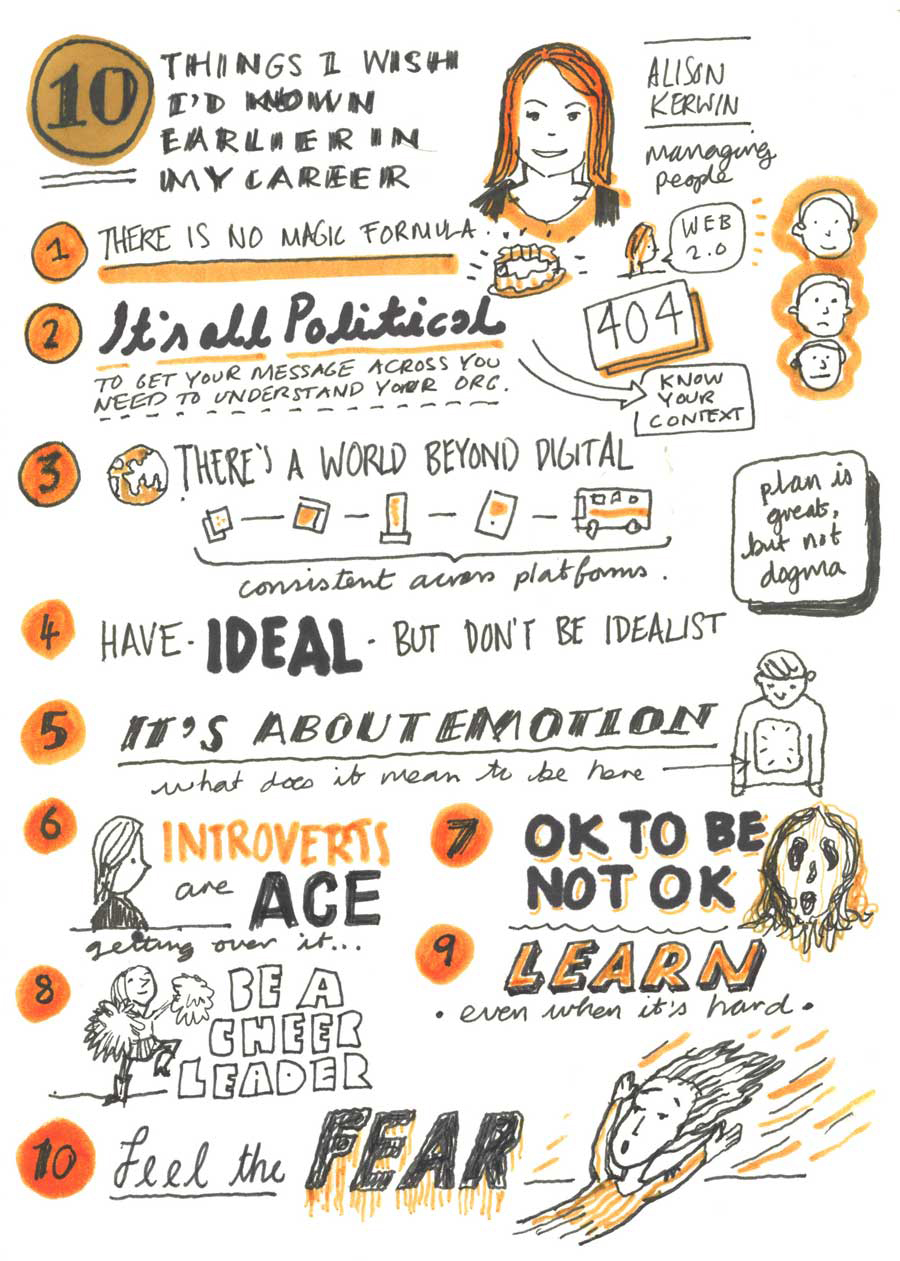 10
THINGS I WISH
I'D KNOWN
EARLIER IN
MY CAREER
ALISON
KERWIN
managing
people
1
THERE IS NO MAGIC FORMULA...
WEB
2.0
2
It's all Political
TO GET YOUR MESSAGE ACROSS YOU
NEED TO UNDERSTAND YOUR ORG.
404
KNOW
YOUR
CONTEXT
3
THERE'S A WORLD BEYOND DIGITAL
consistent across platforms.
plan is
great,
but not
dogma
4
HAVE · IDEAL · BUT DON'T BE IDEALIST
5
IT'S ABOUT EMOTION
what does it mean to be here
6
INTROVERTS
are ACE
getting over it...
7
OK TO BE
NOT OK
8
BE A
CHEER
LEADER
9
LEARN
• even when it's hard •
10
Feel the FEAR